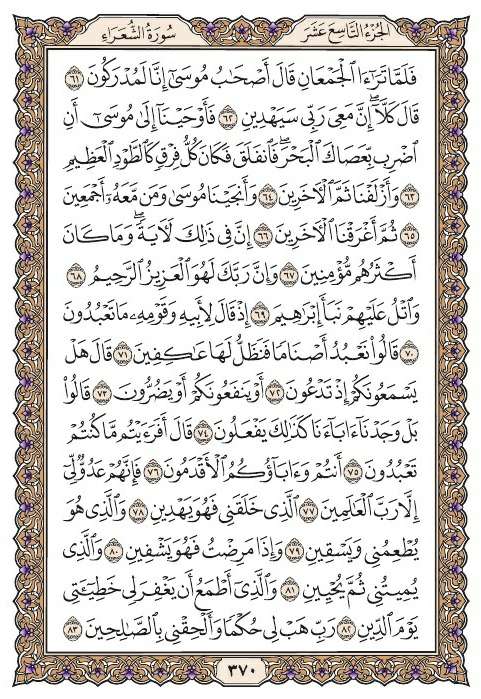 الجزء التاسع عشر
سورة الشعراء
فَلَمَّا تَرَٰٓءَا ٱلْجَمْعَانِ قَالَ أَصْحَٰبُ مُوسَىٰٓ إِنَّا لَمُدْرَكُونَ ٦١
قَالَ كَلَّآ ۖ إِنَّ مَعِىَ رَبِّى سَيَهْدِينِ ٦٢ فَأَوْحَيْنَآ إِلَىٰ مُوسَىٰٓ أَنِ
ٱضْرِب بِّعَصَاكَ ٱلْبَحْرَ ۖ فَٱنفَلَقَ فَكَانَ كُلُّ فِرْقٍ كَٱلطَّوْدِ ٱلْعَظِيمِ
٦٣ وَأَزْلَفْنَا ثَمَّ ٱلْءَاخَرِينَ ٦٤ وَأَنجَيْنَا مُوسَىٰ وَمَن مَّعَهُۥٓ أَجْمَعِينَ
٦٥ ثُمَّ أَغْرَقْنَا ٱلْءَاخَرِينَ ٦٦ إِنَّ فِى ذَٰلِكَ لَءَايَةً ۖ وَمَا كَانَ
أَكْثَرُهُم مُّؤْمِنِينَ ٦٧ وَإِنَّ رَبَّكَ لَهُوَ ٱلْعَزِيزُ ٱلرَّحِيمُ ٦٨
وَٱتْلُ عَلَيْهِمْ نَبَأَ إِبْرَٰهِيمَ ٦٩ إِذْ قَالَ لِأَبِيهِ وَقَوْمِهِۦ مَا تَعْبُدُونَ
٧٠ قَالُوا۟ نَعْبُدُ أَصْنَامًا فَنَظَلُّ لَهَا عَٰكِفِينَ ٧١ قَالَ هَلْ
يَسْمَعُونَكُمْ إِذْ تَدْعُونَ ٧٢ أَوْ يَنفَعُونَكُمْ أَوْ يَضُرُّونَ ٧٣ قَالُوا۟
بَلْ وَجَدْنَآ ءَابَآءَنَا كَذَٰلِكَ يَفْعَلُونَ ٧٤ قَالَ أَفَرَءَيْتُم مَّا كُنتُمْ
تَعْبُدُونَ ٧٥ أَنتُمْ وَءَابَآؤُكُمُ ٱلْأَقْدَمُونَ ٧٦ فَإِنَّهُمْ عَدُوٌّ لِّىٓ
إِلَّا رَبَّ ٱلْعَٰلَمِينَ ٧٧ ٱلَّذِى خَلَقَنِى فَهُوَ يَهْدِينِ ٧٨ وَٱلَّذِى هُوَ
يُطْعِمُنِى وَيَسْقِينِ ٧٩ وَإِذَا مَرِضْتُ فَهُوَ يَشْفِينِ ٨٠ وَٱلَّذِى
يُمِيتُنِى ثُمَّ يُحْيِينِ ٨١ وَٱلَّذِىٓ أَطْمَعُ أَن يَغْفِرَ لِى خَطِيٓـَٔتِى
يَوْمَ ٱلدِّينِ ٨٢ رَبِّ هَبْ لِى حُكْمًا وَأَلْحِقْنِى بِٱلصَّٰلِحِينَ ٨٣
٣٧٠